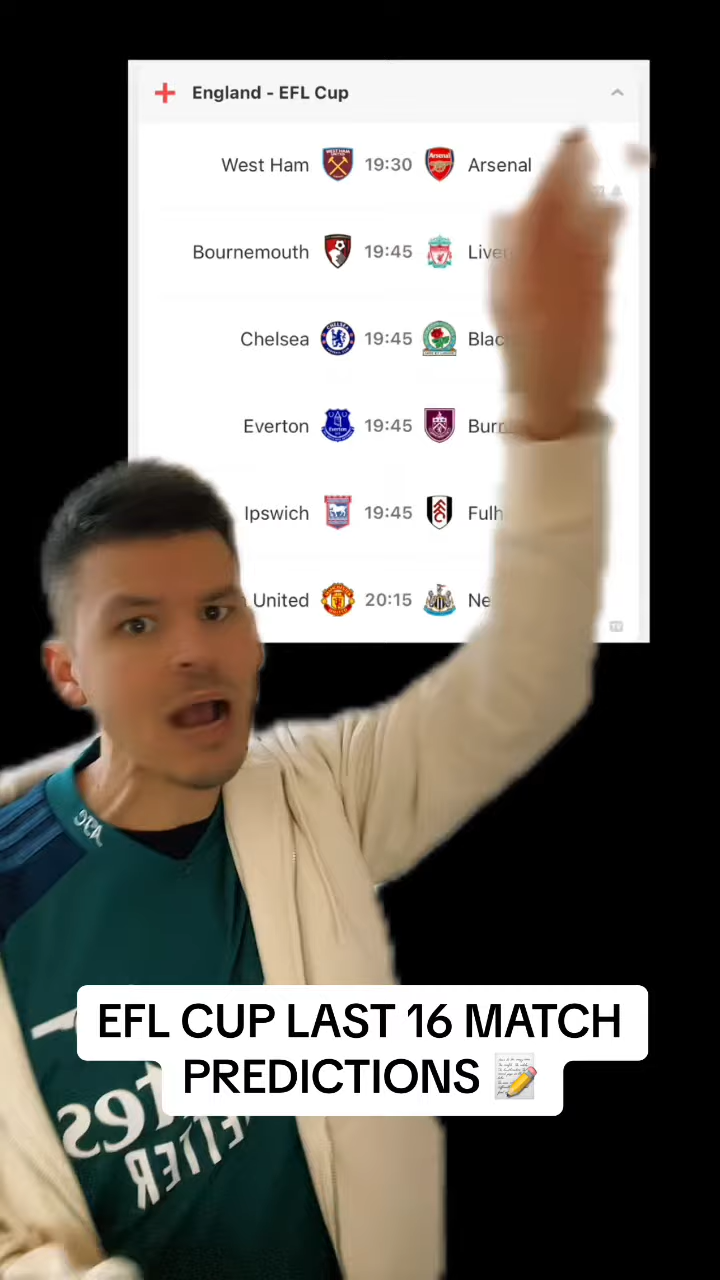 England - EFL Cup
West Ham 19:30 Arsenal
Bournemouth 19:45
Chelsea 19:45
Everton 19:45
Ipswich 19:45
United 20:15
EFL CUP LAST 16 MATCH
PREDICTIONS